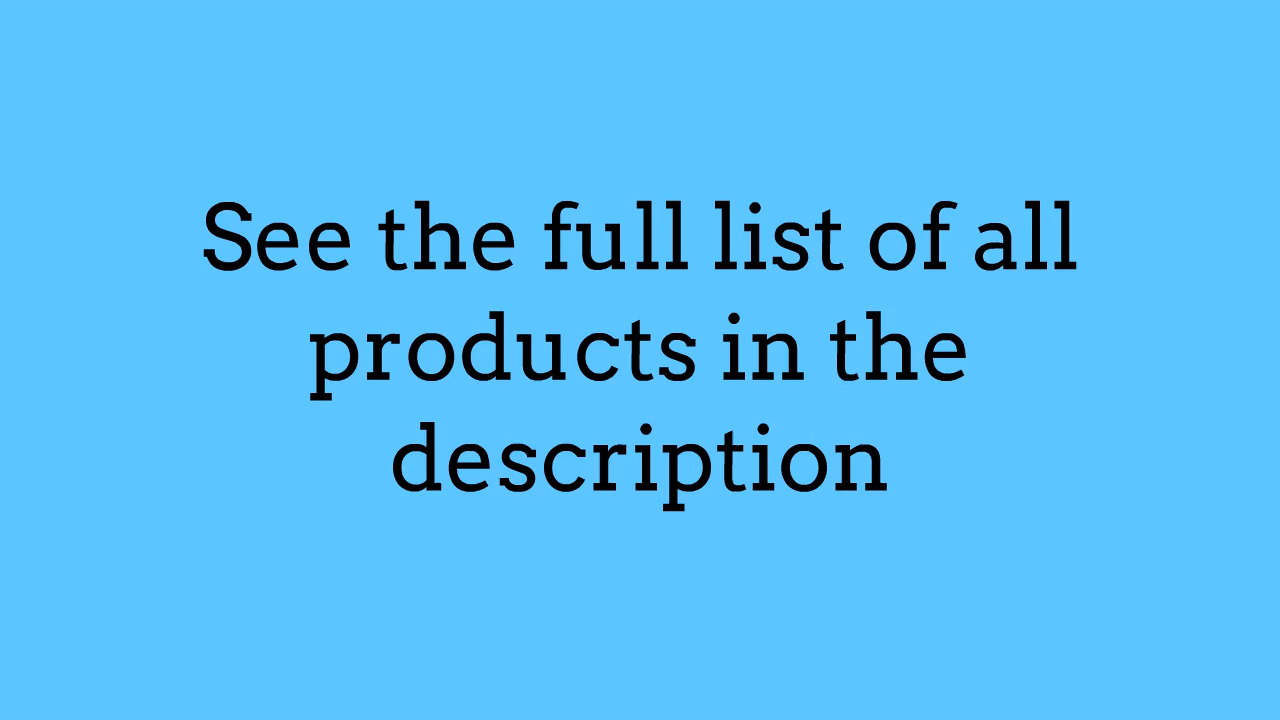 See the full list of all
products in the
description